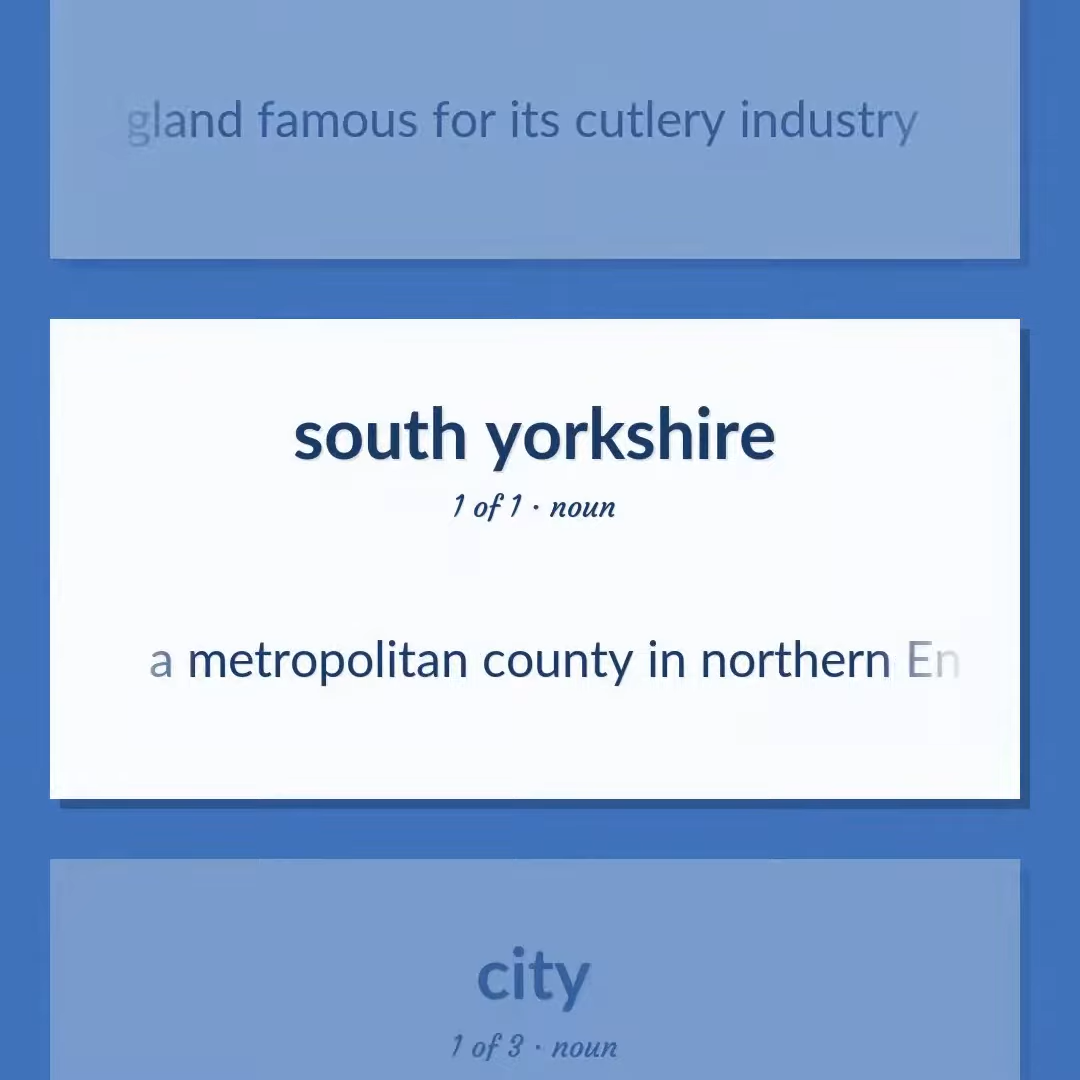 gland famous for its cutlery industry
south yorkshire
1 of 1 · noun
a metropolitan county in northern En
city
1 of 3 · noun